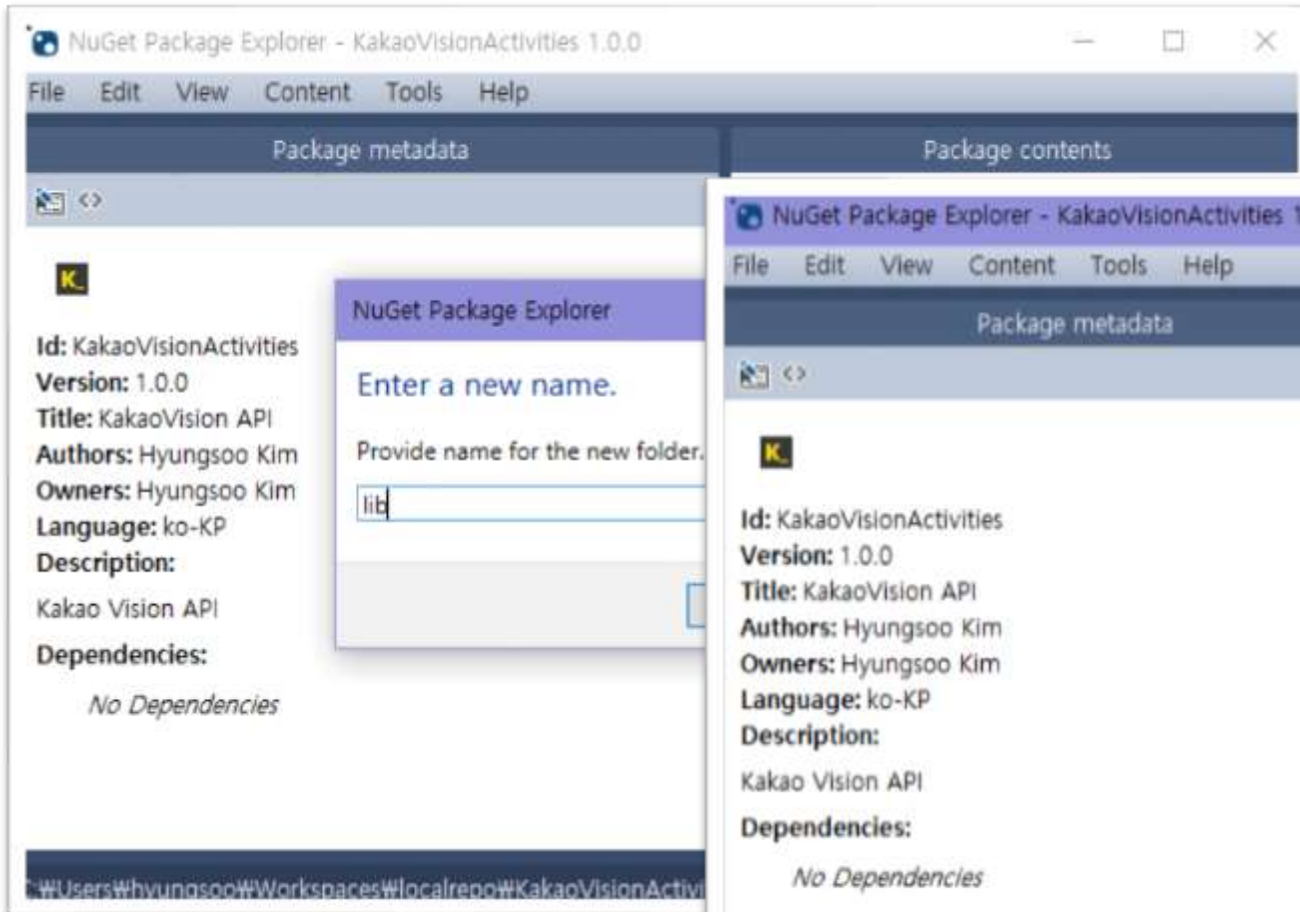 NuGet Package Explorer - KakaoVisionActivities 1.0.0
File Edit View Content Tools Help
Package metadata
Package contents
K_
Id: KakaoVisionActivities
Version: 1.0.0
Title: KakaoVision API
Authors: Hyungsoo Kim
Owners: Hyungsoo Kim
Language: ko-KP
Description:
Kakao Vision API
Dependencies:
No Dependencies
C:₩Users₩hyungsoo₩Workspaces₩localrepo₩KakaoVisionActivi
NuGet Package Explorer
Enter a new name.
Provide name for the new folder.
lib
NuGet Package Explorer - KakaoVisionActivities 1
File Edit View Content Tools Help
Package metadata
K_
Id: KakaoVisionActivities
Version: 1.0.0
Title: KakaoVision API
Authors: Hyungsoo Kim
Owners: Hyungsoo Kim
Language: ko-KP
Description:
Kakao Vision API
Dependencies:
No Dependencies